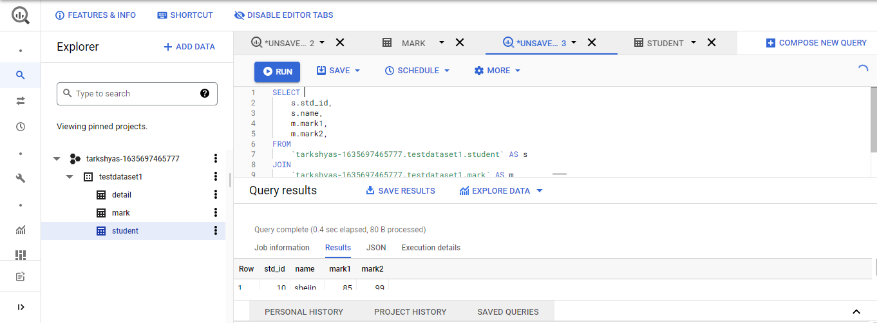 FEATURES & INFO SHORTCUT DISABLE EDITOR TABS
Explorer + ADD DATA
*UNSAVE... 2 MARK *UNSAVE... 3 STUDENT COMPOSE NEW QUERY
RUN SAVE SCHEDULE MORE
Type to search
Viewing pinned projects.
tarkshyas-1635697465777
testdataset1
detail
mark
student
1 SELECT
2 s.std_id,
3 s.name,
4 m.mark1,
5 m.mark2,
6 FROM
7 `tarkshyas-1635697465777.testdataset1.student` AS s
8 JOIN
9 `tarkshyas-1635697465777.testdataset1.mark` AS m
Query results SAVE RESULTS EXPLORE DATA
Query complete (0.4 sec elapsed, 80 B processed)
Job information Results JSON Execution details
Row std_id name mark1 mark2
1 10 shejin 85 99
PERSONAL HISTORY PROJECT HISTORY SAVED QUERIES